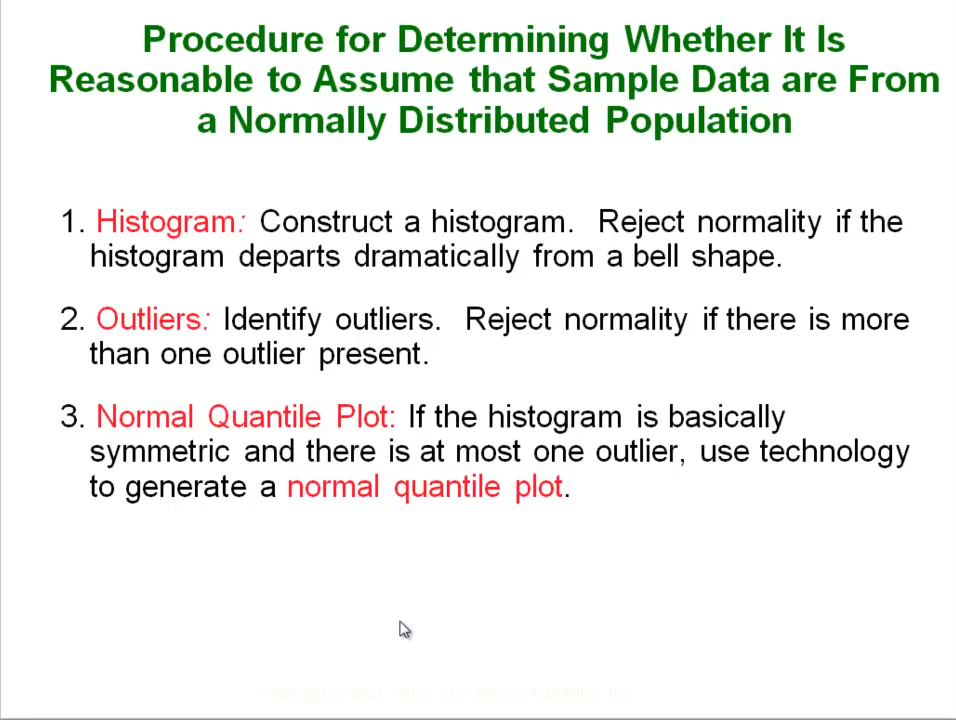 Procedure for Determining Whether It Is
Reasonable to Assume that Sample Data are From
a Normally Distributed Population
1. Histogram: Construct a histogram. Reject normality if the
histogram departs dramatically from a bell shape.
2. Outliers: Identify outliers. Reject normality if there is more
than one outlier present.
3. Normal Quantile Plot: If the histogram is basically
symmetric and there is at most one outlier, use technology
to generate a normal quantile plot.